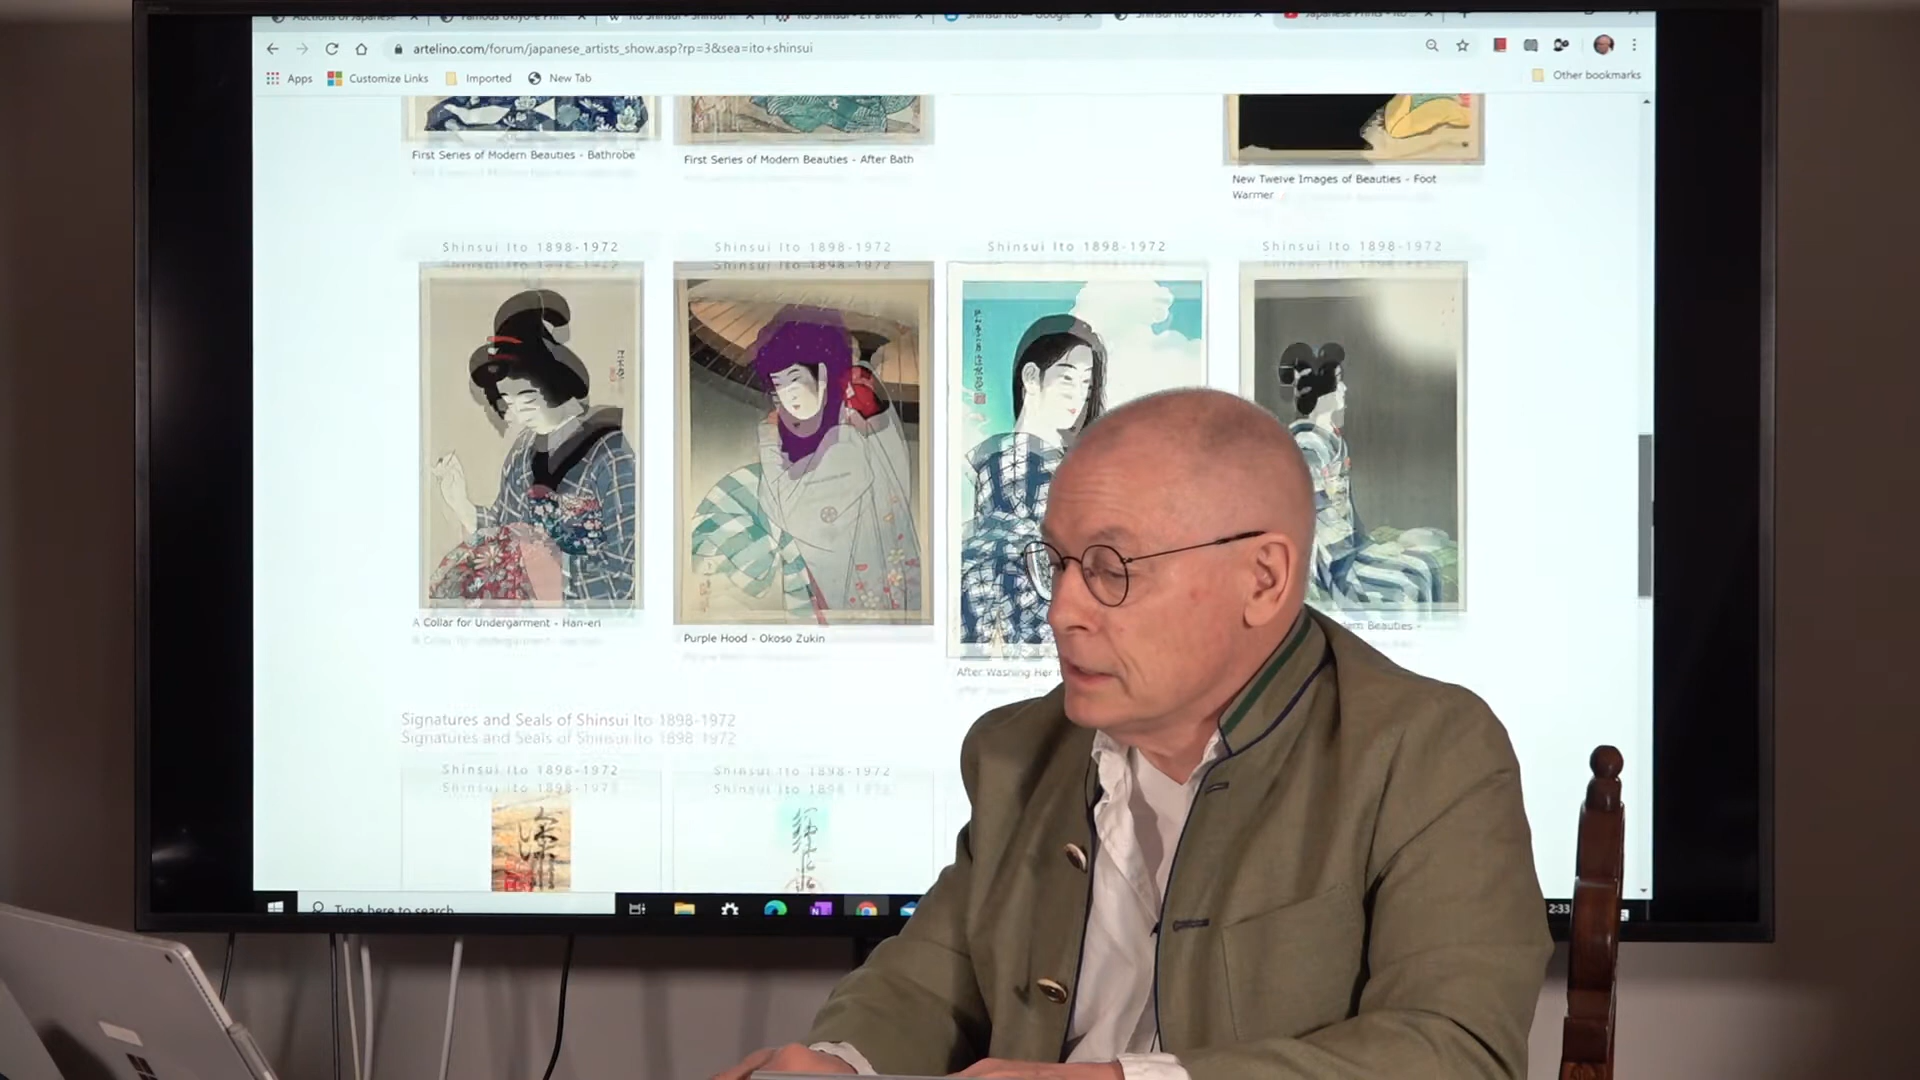 artelino.com/forum/japanese_artists_show.asp?rp=3&sea=ito+shinsui
Apps
Customize Links
Imported
New Tab
Other bookmarks
First Series of Modern Beauties - Bathrobe
First Series of Modern Beauties - After Bath
New Twelve Images of Beauties - Foot
Warmer
Shinsui Ito 1898-1972
Shinsui Ito 1898-1972
Shinsui Ito 1898-1972
Shinsui Ito 1898-1972
A Collar for Undergarment - Han-eri
Purple Hood - Okoso Zukin
After Washing Her
Beauties -
Signatures and Seals of Shinsui Ito 1898-1972
Shinsui Ito 1898-1972
Shinsui Ito 1898-1972
Type here to search
2:33